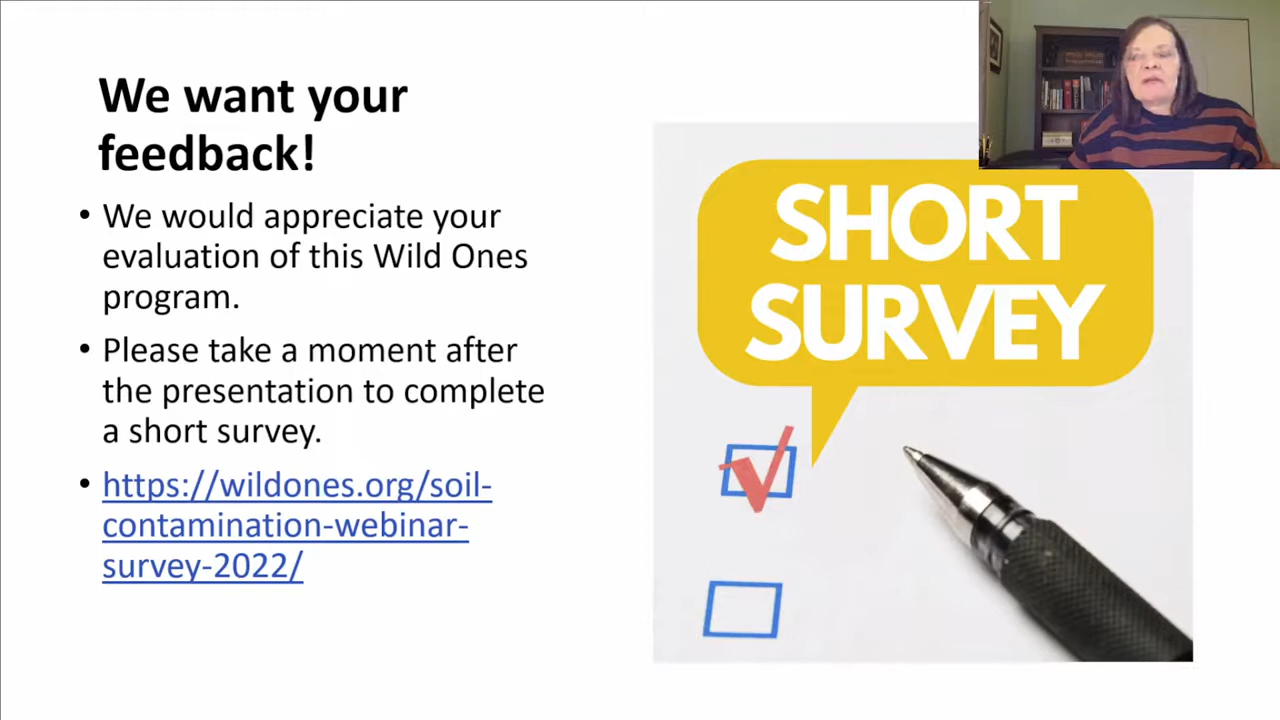 We want your
feedback!
• We would appreciate your
evaluation of this Wild Ones
program.
• Please take a moment after
the presentation to complete
a short survey.
• https://wildones.org/soil-
contamination-webinar-
survey-2022/
SHORT
SURVEY